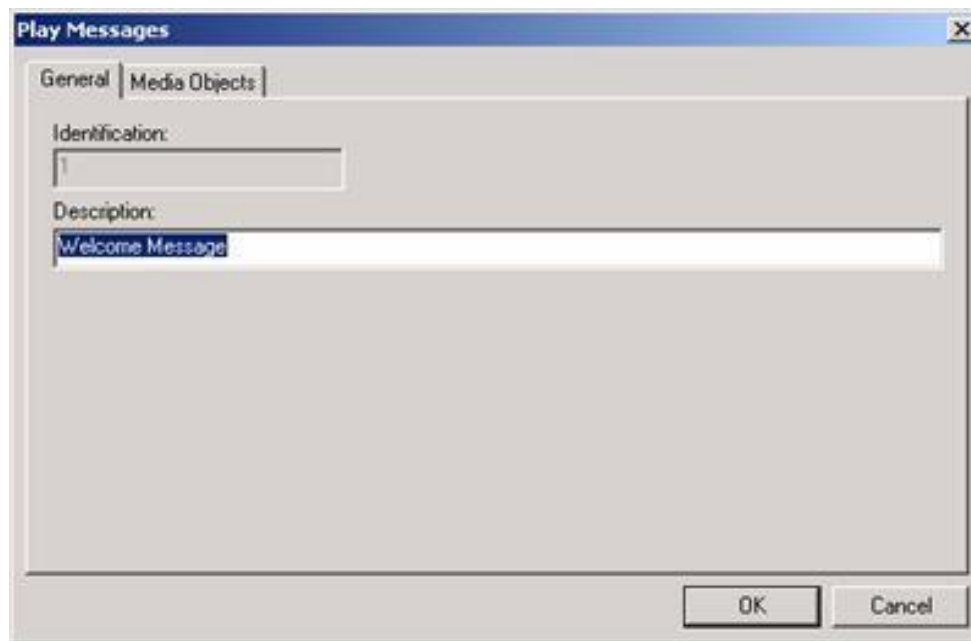 Play Messages
General
Media Objects
Identification:
1
Description:
Welcome Message
OK
Cancel